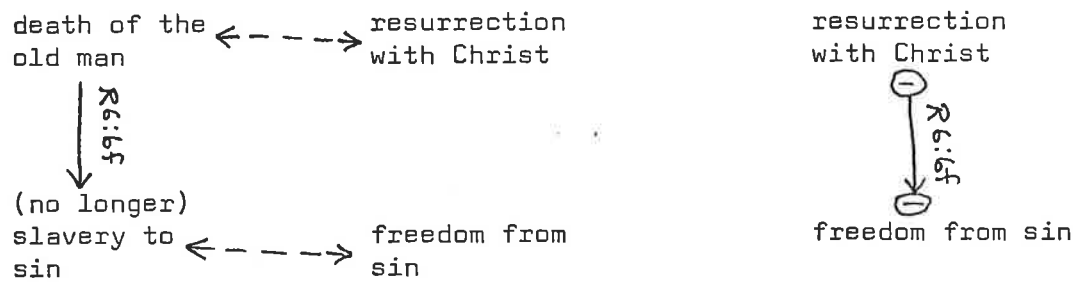 death of the
old man
resurrection
with Christ
R6:6f
(no longer)
slavery to
sin
freedom from
sin
resurrection
with Christ
R6:6f
freedom from sin